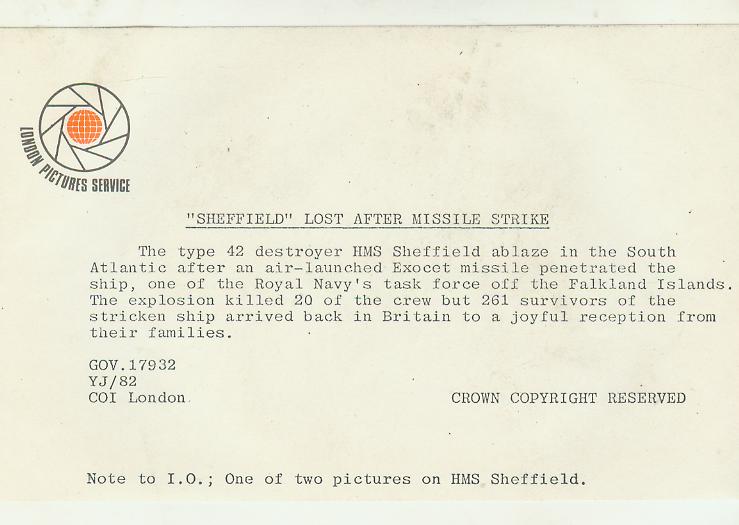 LONDON PICTURES SERVICE
"SHEFFIELD" LOST AFTER MISSILE STRIKE
The type 42 destroyer HMS Sheffield ablaze in the South
Atlantic after an air-launched Exocet missile penetrated the
ship, one of the Royal Navy's task force off the Falkland Islands.
The explosion killed 20 of the crew but 261 survivors of the
stricken ship arrived back in Britain to a joyful reception from
their families.
GOV.17932
YJ/82
COI London
CROWN COPYRIGHT RESERVED
Note to I.O.; One of two pictures on HMS Sheffield.